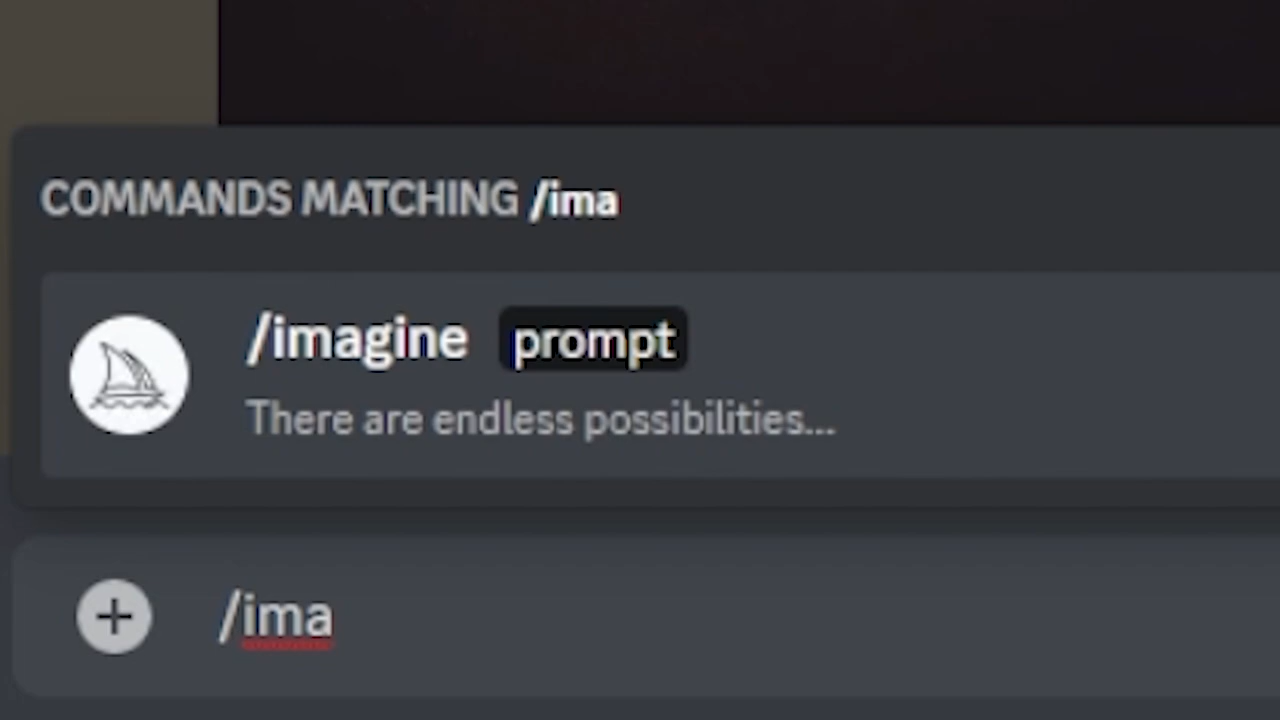 COMMANDS MATCHING /ima
/imagine prompt
There are endless possibilities...
/ima